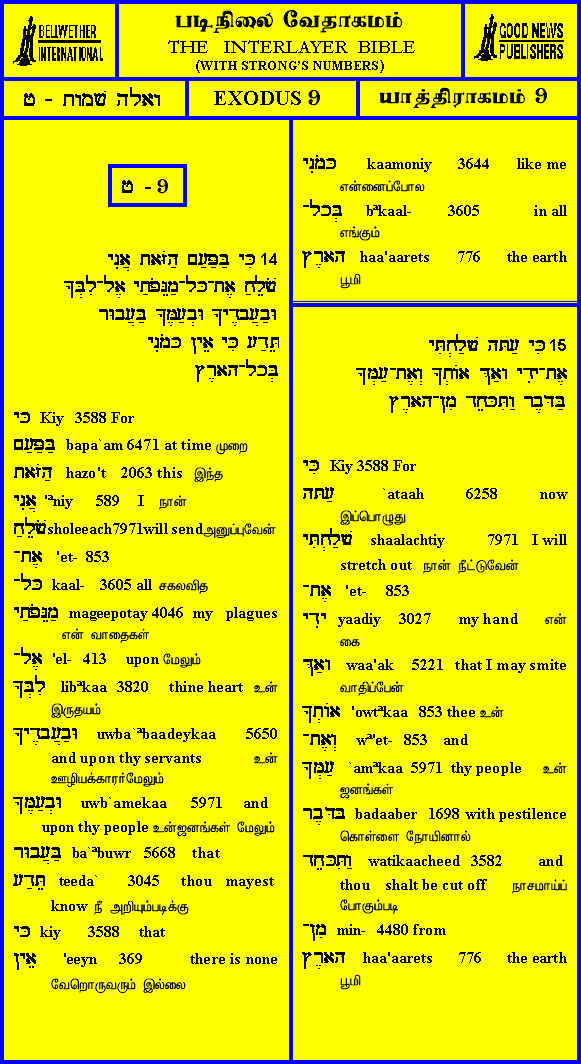 BELLWETHER
INTERNATIONAL
படிநிலை வேதாகமம்
THE INTERLAYER BIBLE
(WITH STRONG'S NUMBERS)
GOOD NEWS
PUBLISHERS
ואלה שמות - ט
EXODUS 9
யாத்திராகமம் 9
ט - 9
14 כִּי בַּפַּעַם הַזֹּאת אֲנִי
שֹׁלֵחַ אֶת־כָּל־מַגֵּפֹתַי אֶל־לִבְּךָ
וּבַעֲבָדֶיךָ וּבְעַמֶּךָ בַּעֲבוּר
תֵּדַע כִּי אֵין כָּמֹנִי
בְּכָל־הָאָרֶץ
כִּי Kiy 3588 For
בַּפַּעַם bapa`am 6471 at time முறை
הַזֹּאת hazo't 2063 this இந்த
אֲנִי 'ªniy 589 I நான்
שֹׁלֵחַ sholeeach7971will sendஅனுப்புவேன்
אֶת־ 'et- 853
כָּל־ kaal- 3605 all சகலவித
מַגֵּפֹתַי mageepotay 4046 my plagues
என் வாதைகள்
אֶל־ 'el- 413 upon மேலும்
לִבְּךָ libªkaa 3820 thine heart உன்
இருதயம்
וּבַעֲבָדֶיךָ uwba`ªbaadeykaa 5650
and upon thy servants உன்
ஊழியக்காரர்மேலும்
וּבְעַמֶּךָ uwb`amekaa 5971 and
upon thy people உன்ஜனங்கள் மேலும்
בַּעֲבוּר ba`ªbuwr 5668 that
תֵּדַע teeda` 3045 thou mayest
know நீ அறியும்படிக்கு
כִּי kiy 3588 that
אֵין 'eeyn 369 there is none
வேறொருவரும் இல்லை
כָּמֹנִי kaamoniy 3644 like me
என்னைப்போல
בְּכָל־ bªkaal- 3605 in all
எங்கும்
הָאָרֶץ haa'aarets 776 the earth
பூமி
15 כִּי עַתָּה שָׁלַחְתִּי
אֶת־יָדִי וָאַךְ אוֹתְךָ וְאֶת־עַמְּךָ
בַּדָּבֶר וַתִּכָּחֵד מִן־הָאָרֶץ
כִּי Kiy 3588 For
עַתָּה `ataah 6258 now
இப்பொழுது
שָׁלַחְתִּי shaalachtiy 7971 I will
stretch out நான் நீட்டுவேன்
אֶת־ 'et- 853
יָדִי yaadiy 3027 my hand என்
கை
וָאַךְ waa'ak 5221 that I may smite
வாதிப்பேன்
אוֹתְךָ 'owtªkaa 853 thee உன்
וְאֶת־ wª'et- 853 and
עַמְּךָ `amªkaa 5971 thy people உன்
ஜனங்கள்
בַּדָּבֶר badaaber 1698 with pestilence
கொள்ளை நோயினால்
וַתִּכָּחֵד watikaacheed 3582 and
thou shalt be cut off நாசமாய்ப்
போகும்படி
מִן־ min- 4480 from
הָאָרֶץ haa'aarets 776 the earth
பூமி